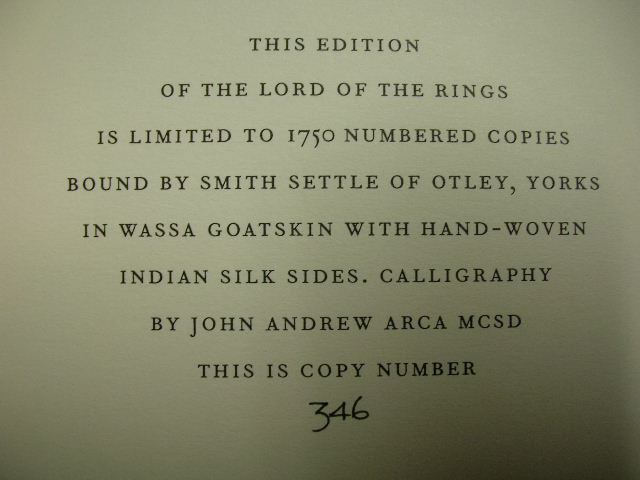 THIS EDITION
OF THE LORD OF THE RINGS
IS LIMITED TO 1750 NUMBERED COPIES
BOUND BY SMITH SETTLE OF OTLEY, YORKS
IN WASSA GOATSKIN WITH HAND-WOVEN
INDIAN SILK SIDES. CALLIGRAPHY
BY JOHN ANDREW ARCA MCSD
THIS IS COPY NUMBER
346